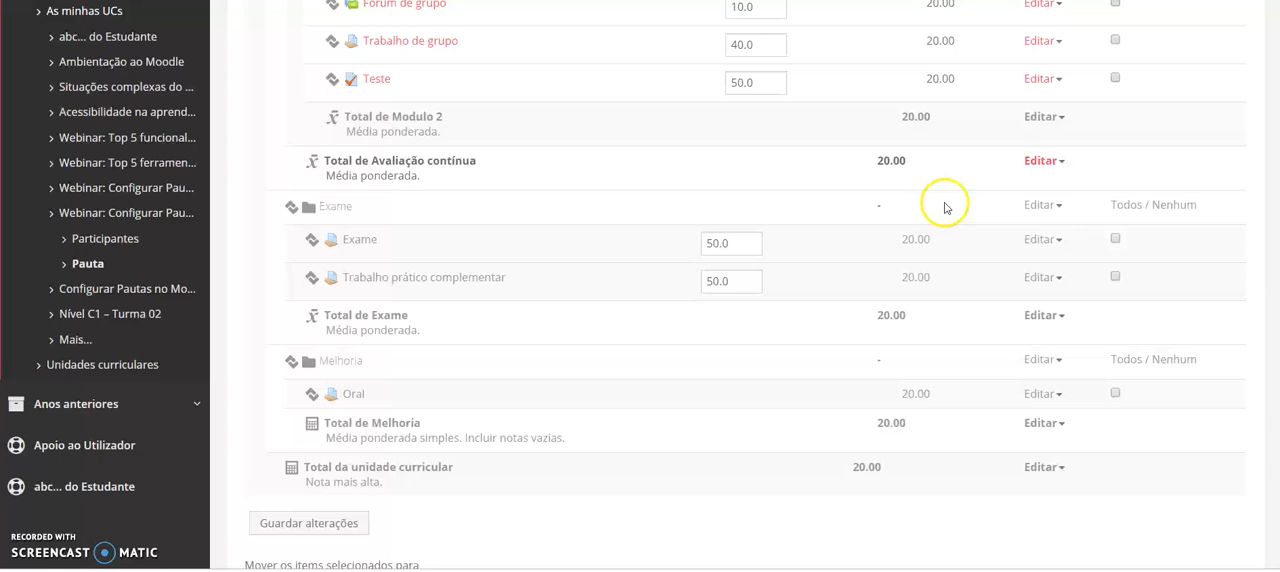 As minhas UCs
abc... do Estudante
Ambientação ao Moodle
Situações complexas do ...
Acessibilidade na aprend...
Webinar: Top 5 funcional...
Webinar: Top 5 ferramen...
Webinar: Configurar Pau...
Webinar: Configurar Pau...
Participantes
Pauta
Configurar Pautas no Mo...
Nível C1 – Turma 02
Mais...
Unidades curriculares
Anos anteriores
Apoio ao Utilizador
abc... do Estudante
RECORDED WITH
SCREENCAST MATIC
Fórum de grupo 10.0 20.00 Editar
Trabalho de grupo 40.0 20.00 Editar
Teste 50.0 20.00 Editar
Total de Modulo 2 20.00 Editar
Média ponderada.
Total de Avaliação contínua 20.00 Editar
Média ponderada.
Exame - Editar Todos / Nenhum
Exame 50.0 20.00 Editar
Trabalho prático complementar 50.0 20.00 Editar
Total de Exame 20.00 Editar
Média ponderada.
Melhoria - Editar Todos / Nenhum
Oral 20.00 Editar
Total de Melhoria 20.00 Editar
Média ponderada simples. Incluir notas vazias.
Total da unidade curricular 20.00 Editar
Nota mais alta.
Guardar alterações
Mover os itens selecionados para